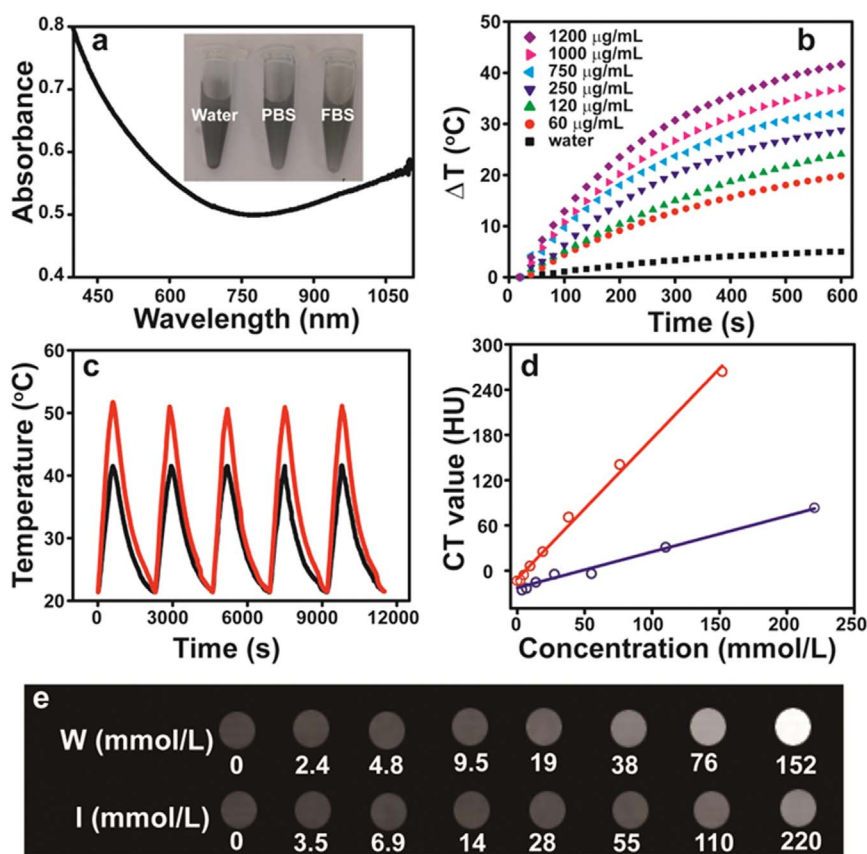 a
Water PBS FBS
Absorbance
0.8
0.7
0.6
0.5
0.4
450 600 750 900 1050
Wavelength (nm)
b
1200 μg/mL
1000 μg/mL
750 μg/mL
250 μg/mL
120 μg/mL
60 μg/mL
water
ΔT (°C)
50
40
30
20
10
0
0 100 200 300 400 500 600
Time (s)
c
Temperature (°C)
60
50
40
30
20
0 3000 6000 9000 12000
Time (s)
d
CT value (HU)
300
240
180
120
60
0
0 50 100 150 200 250
Concentration (mmol/L)
e
W (mmol/L)
0 2.4 4.8 9.5 19 38 76 152
I (mmol/L)
0 3.5 6.9 14 28 55 110 220